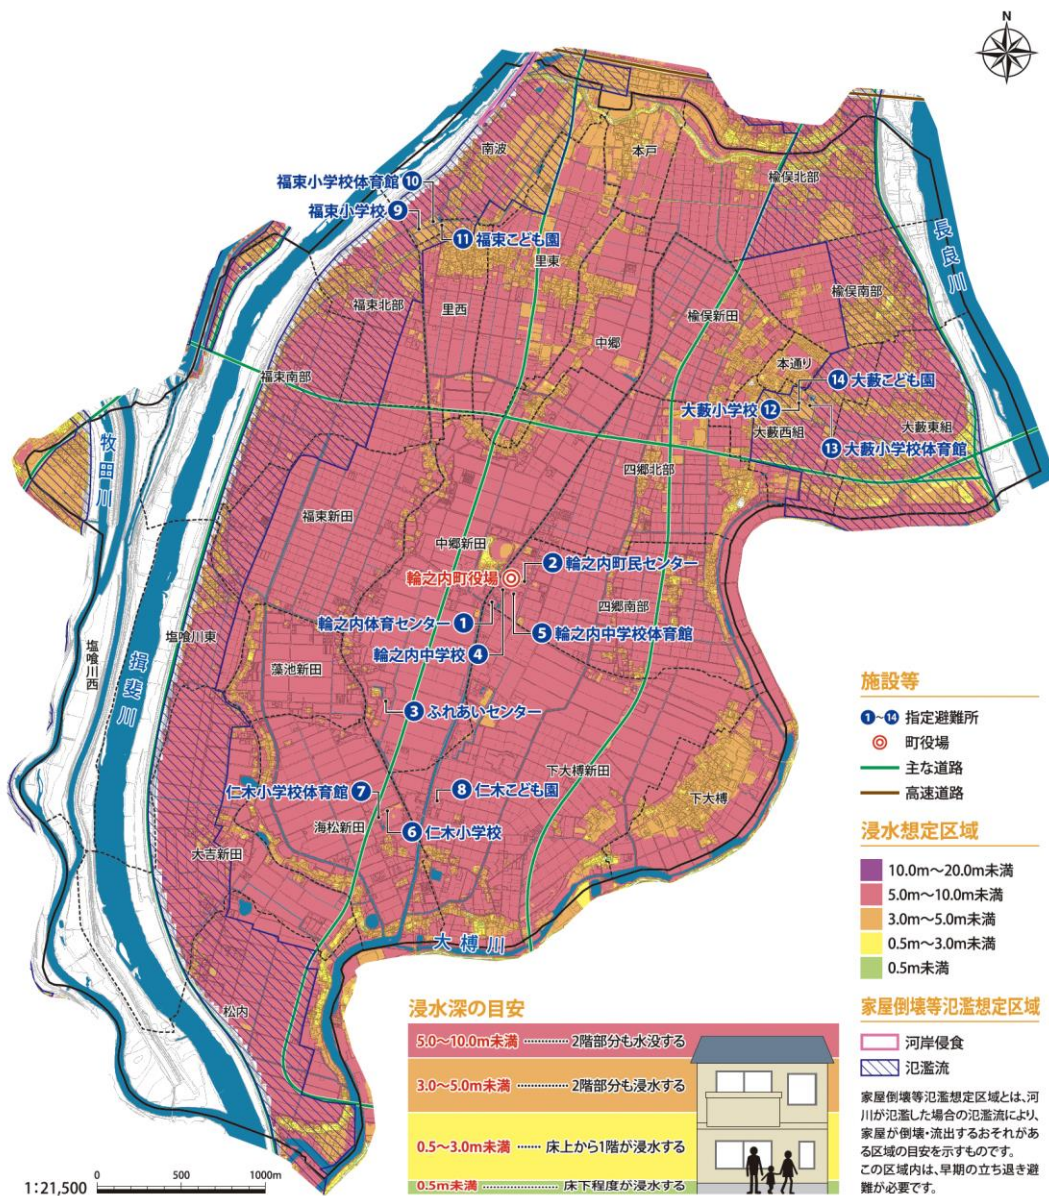 N
南波
本戸
楡俣北部
福束小学校体育館 10
福束小学校 9
11 福束こども園
長良川
里東
福束北部
里西
楡俣南部
楡俣新田
中郷
本通り
福束南部
14 大藪こども園
大藪小学校 12
大藪西組
大藪東組
13 大藪小学校体育館
牧田川
四郷北部
福束新田
中郷新田
2 輪之内町民センター
輪之内町役場
四郷南部
輪之内体育センター 1
5 輪之内中学校体育館
塩喰川東
塩喰川西
揖斐川
輪之内中学校 4
藻池新田
3 ふれあいセンター
下大榑新田
仁木小学校体育館 7
8 仁木こども園
下大榑
海松新田
6 仁木小学校
大吉新田
大榑川
松内
施設等
1~14 指定避難所
町役場
主な道路
高速道路
浸水想定区域
10.0m〜20.0m未満
5.0m〜10.0m未満
3.0m〜5.0m未満
0.5m〜3.0m未満
0.5m未満
家屋倒壊等氾濫想定区域
河岸侵食
氾濫流
家屋倒壊等氾濫想定区域とは、河
川が氾濫した場合の氾濫流により、
家屋が倒壊・流出するおそれがあ
る区域の目安を示すものです。
この区域内は、早期の立ち退き避
難が必要です。
浸水深の目安
5.0〜10.0m未満 ………… 2階部分も水没する
3.0〜5.0m未満 ………… 2階部分も浸水する
0.5〜3.0m未満 …… 床上から1階が浸水する
0.5m未満 ………… 床下程度が浸水する
0 500 1000m
1:21,500